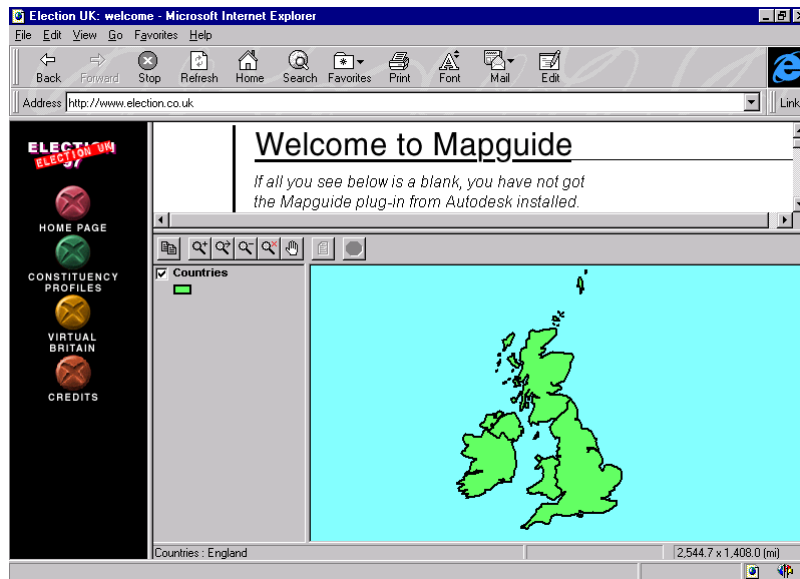 Election UK: welcome - Microsoft Internet Explorer
File Edit View Go Favorites Help
Back Forward Stop Refresh Home Search Favorites Print Font Mail Edit
Address http://www.election.co.uk Link
ELECTION
97
ELECTION UK
HOME PAGE
CONSTITUENCY
PROFILES
VIRTUAL
BRITAIN
CREDITS
Welcome to Mapguide
If all you see below is a blank, you have not got
the Mapguide plug-in from Autodesk installed.
Countries
Countries : England 2,544.7 x 1,408.0 (mi)